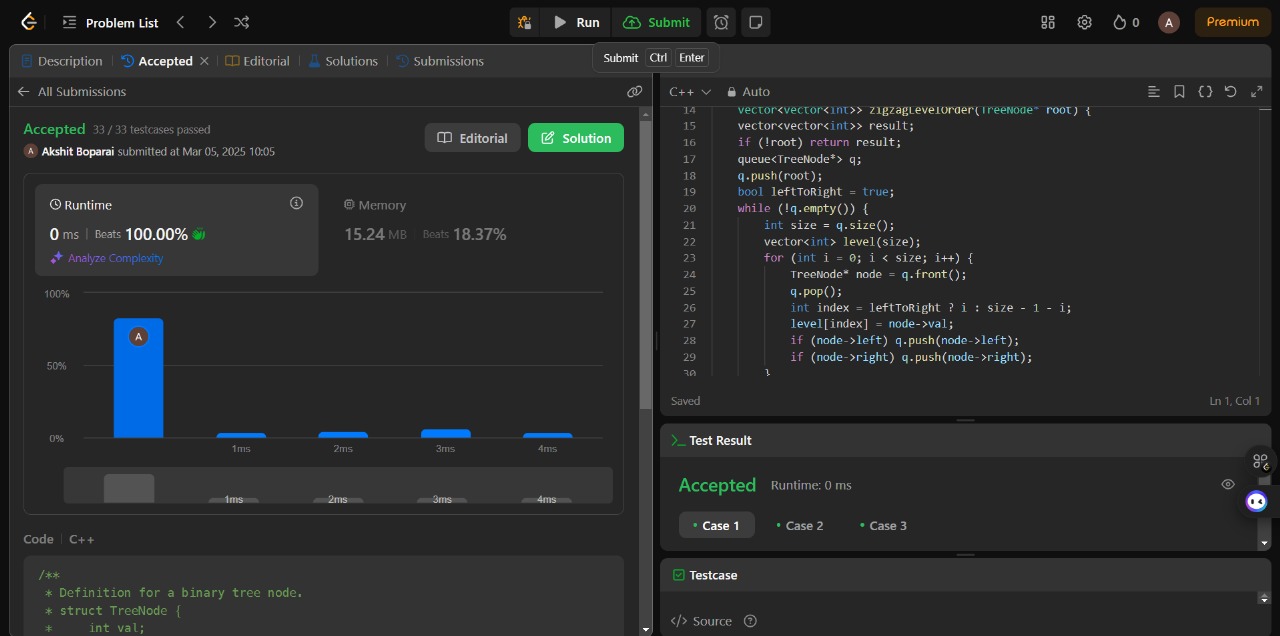 Problem List
Run
Submit
0
A
Premium
Submit Ctrl Enter
Description
Accepted
Editorial
Solutions
Submissions
All Submissions
Accepted 33 / 33 testcases passed
A Akshit Boparai submitted at Mar 05, 2025 10:05
Editorial
Solution
Runtime
0 ms Beats 100.00%
Analyze Complexity
Memory
15.24 MB Beats 18.37%
100%
50%
0%
A
1ms 2ms 3ms 4ms
1ms 2ms 3ms 4ms
Code C++
/**
* Definition for a binary tree node.
* struct TreeNode {
* int val;
C++ Auto
14 vector<vector<int>> zigzagLevelOrder(TreeNode* root) {
15 vector<vector<int>> result;
16 if (!root) return result;
17 queue<TreeNode*> q;
18 q.push(root);
19 bool leftToRight = true;
20 while (!q.empty()) {
21 int size = q.size();
22 vector<int> level(size);
23 for (int i = 0; i < size; i++) {
24 TreeNode* node = q.front();
25 q.pop();
26 int index = leftToRight ? i : size - 1 - i;
27 level[index] = node->val;
28 if (node->left) q.push(node->left);
29 if (node->right) q.push(node->right);
30 }
Saved
Ln 1, Col 1
Test Result
Accepted Runtime: 0 ms
Case 1 Case 2 Case 3
Testcase
</> Source